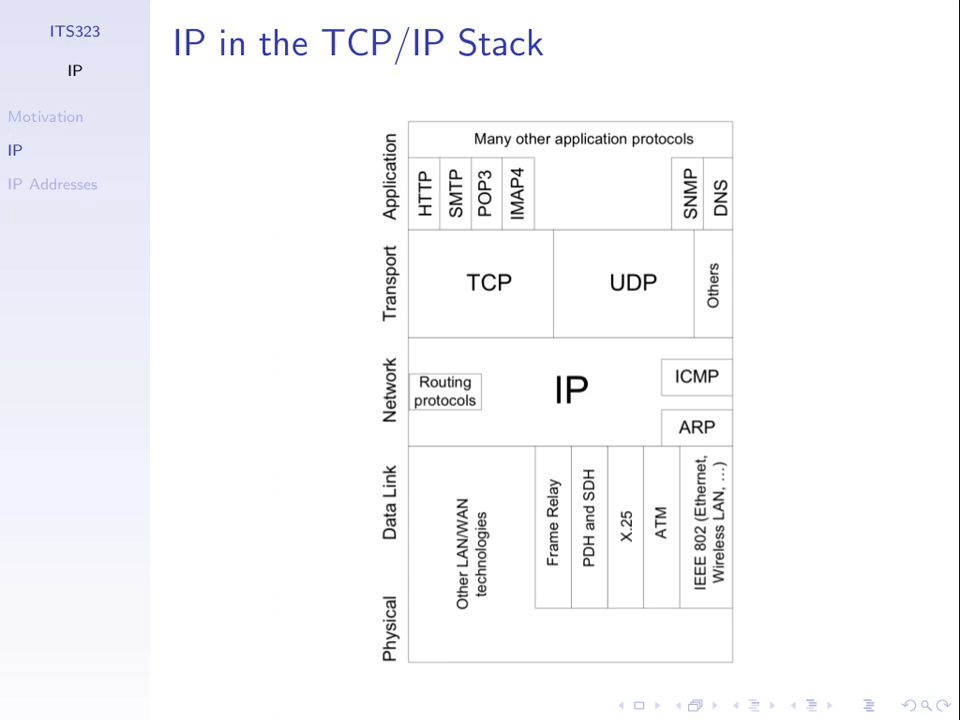 ITS323
IP
Motivation
IP
IP Addresses
IP in the TCP/IP Stack
Application
Many other application protocols
HTTP
SMTP
POP3
IMAP4
SNMP
DNS
Transport
TCP
UDP
Others
Network
Routing
protocols
IP
ICMP
ARP
Data Link
Other LAN/WAN
technologies
Frame Relay
PDH and SDH
X.25
ATM
IEEE 802 (Ethernet,
Wireless LAN, ...)
Physical